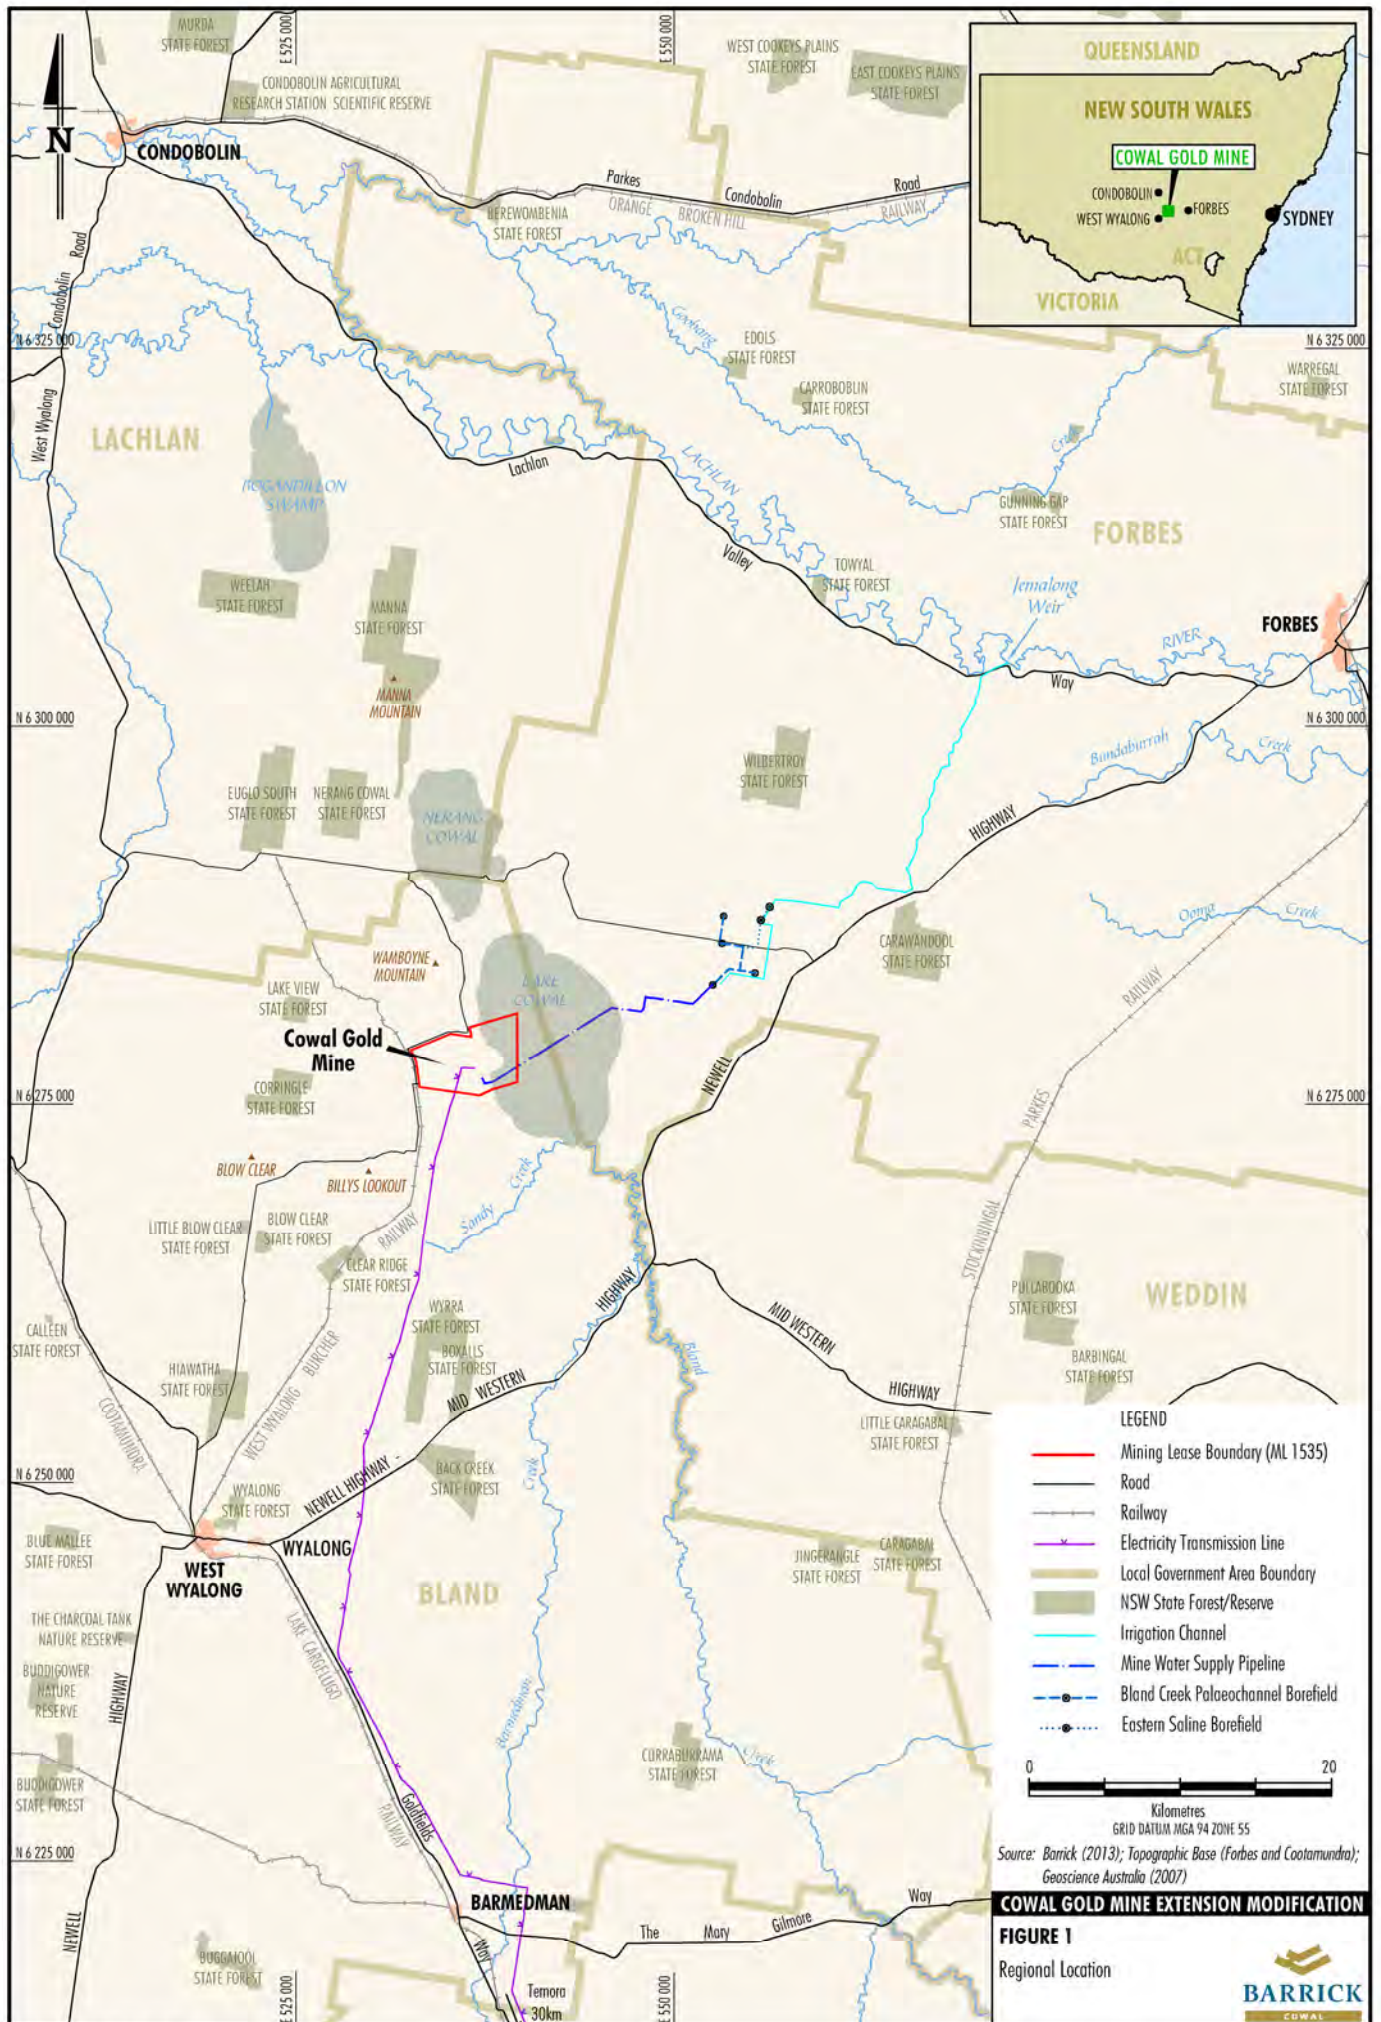 MURDA
STATE FOREST
E 525 000
E 550 000
WEST COOKEYS PLAINS
STATE FOREST
EAST COOKEYS PLAINS
STATE FOREST
CONDOBOLIN AGRICULTURAL
RESEARCH STATION SCIENTIFIC RESERVE
N
CONDOBOLIN
QUEENSLAND
NEW SOUTH WALES
COWAL GOLD MINE
CONDOBOLIN
WEST WYALONG
FORBES
SYDNEY
ACT
VICTORIA
Parkes
Condobolin
Road
ORANGE
BROKEN HILL
RAILWAY
BEREWOMBENIA
STATE FOREST
Road
Condobolin
West Wyalong
N 6 325 000
N 6 325 000
Goobang
Creek
EDOLS
STATE FOREST
CARROBOBLIN
STATE FOREST
WARREGAL
STATE FOREST
LACHLAN
BOGANDILLON
SWAMP
Lachlan
LACHLAN
Valley
GUNNING GAP
STATE FOREST
FORBES
TOWYAL
STATE FOREST
Jemalong
Weir
WEELAH
STATE FOREST
MANNA
STATE FOREST
FORBES
RIVER
Way
MANNA
MOUNTAIN
N 6 300 000
N 6 300 000
Bundaburrah
Creek
WILBERTROY
STATE FOREST
EUGLO SOUTH
STATE FOREST
NERANG COWAL
STATE FOREST
NERANG
COWAL
HIGHWAY
Ooma
Creek
CARAWANDOOL
STATE FOREST
WAMBOYNE
MOUNTAIN
LAKE
COWAL
LAKE VIEW
STATE FOREST
RAILWAY
Cowal Gold
Mine
NEWELL
CORRINGLE
STATE FOREST
N 6 275 000
N 6 275 000
PARKES
BLOW CLEAR
BILLYS LOOKOUT
Sandy
Creek
LITTLE BLOW CLEAR
STATE FOREST
BLOW CLEAR
STATE FOREST
RAILWAY
STOCKINBINGAL
CLEAR RIDGE
STATE FOREST
HIGHWAY
PULLABOOKA
STATE FOREST
WEDDIN
WYRRA
STATE FOREST
MID WESTERN
CALLEEN
STATE FOREST
BOXALLS
STATE FOREST
Bland
BARBINGAL
STATE FOREST
HIAWATHA
STATE FOREST
BURCHER
WEST WYALONG
MID WESTERN
HIGHWAY
COOTAMUNDRA
LITTLE CARAGABAL
STATE FOREST
N 6 250 000
BACK CREEK
STATE FOREST
Creek
NEWELL HIGHWAY -
WYALONG
STATE FOREST
BLUE MALLEE
STATE FOREST
WYALONG
WEST
WYALONG
JINGERANGLE
STATE FOREST
CARAGABAL
STATE FOREST
BLAND
THE CHARCOAL TANK
NATURE RESERVE
LAKE CARGELLIGO
BUDDIGOWER
NATURE
RESERVE
HIGHWAY
Barmedman
CURRABURRAMA
STATE FOREST
Creek
BUDDIGOWER
STATE FOREST
Goldfields
RAILWAY
N 6 225 000
BARMEDMAN
The
Mary
Gilmore
Way
NEWELL
Way
BUGGAJOOL
STATE FOREST
E 525 000
Temora
30km
E 550 000
LEGEND
Mining Lease Boundary (ML 1535)
Road
Railway
Electricity Transmission Line
Local Government Area Boundary
NSW State Forest/Reserve
Irrigation Channel
Mine Water Supply Pipeline
Bland Creek Palaeochannel Borefield
Eastern Saline Borefield
0
20
Kilometres
GRID DATUM MGA 94 ZONE 55
Source: Barrick (2013); Topographic Base (Forbes and Cootamundra);
Geoscience Australia (2007)
COWAL GOLD MINE EXTENSION MODIFICATION
FIGURE 1
Regional Location
BARRICK
COWAL